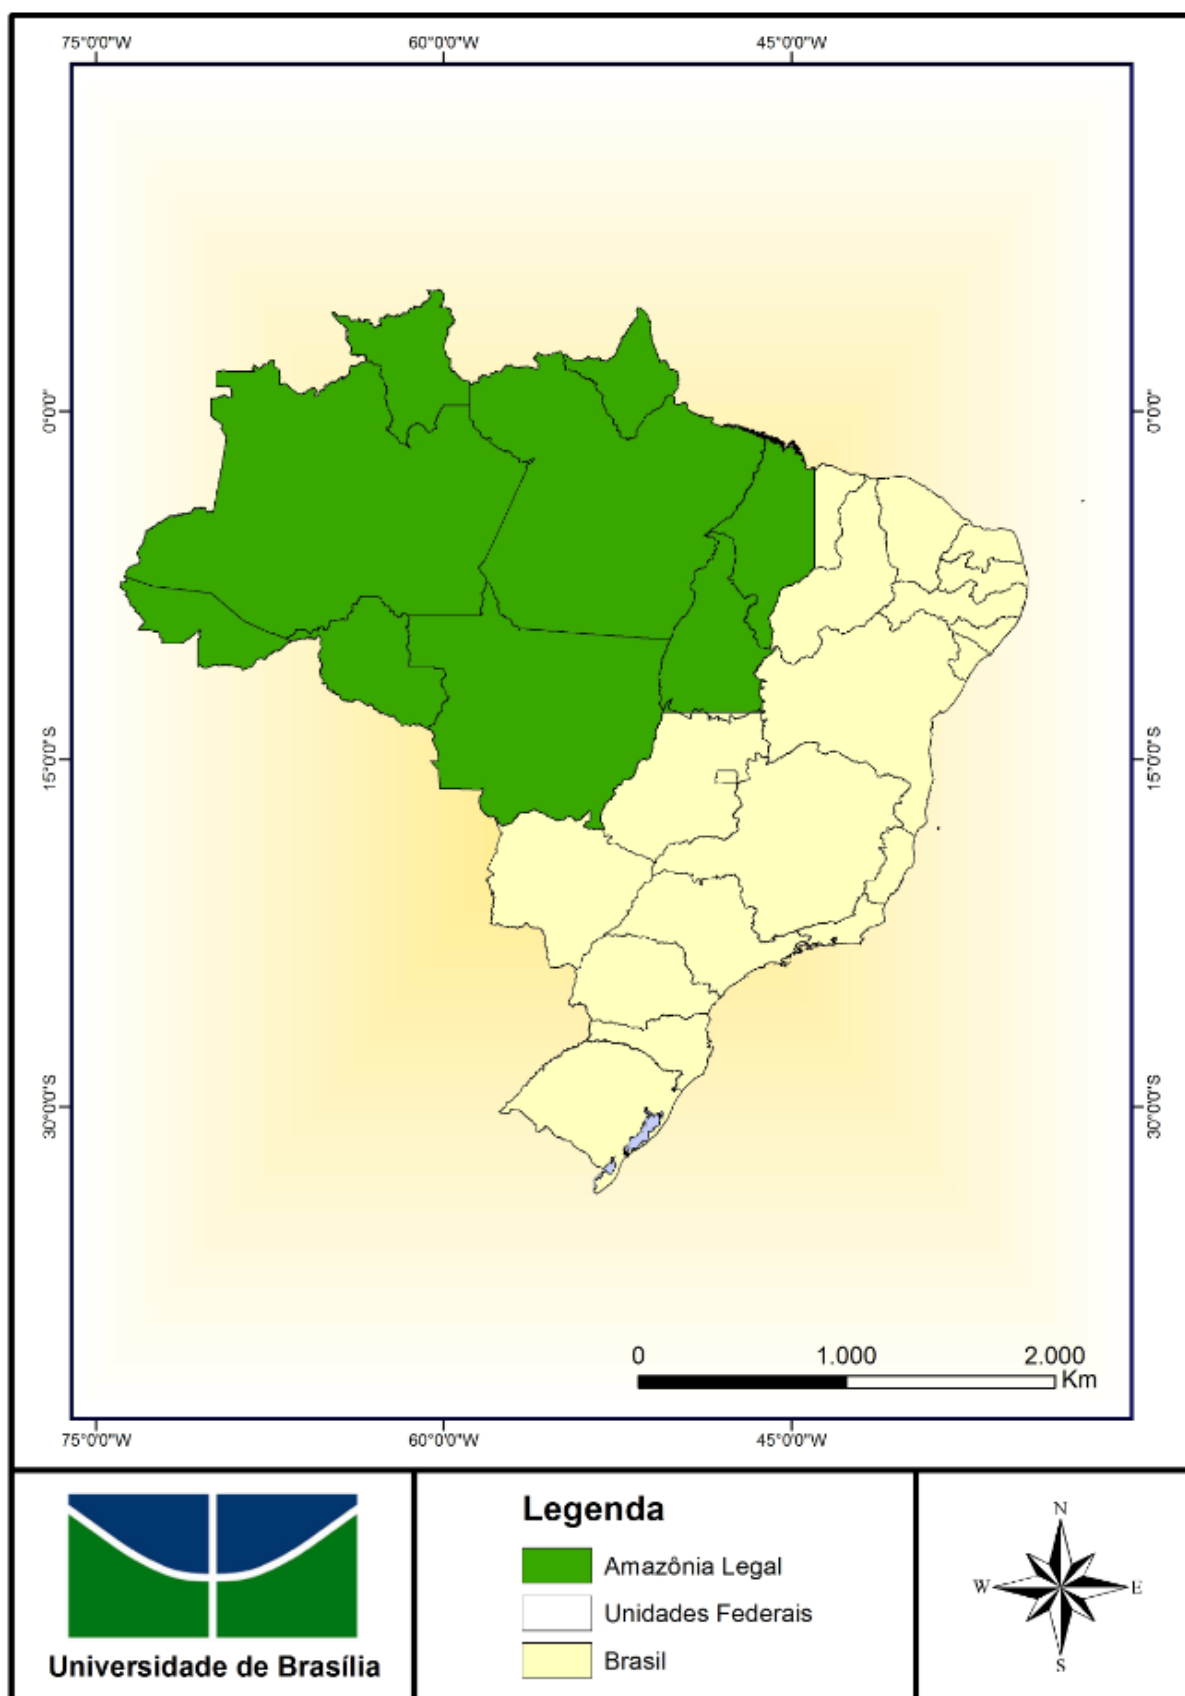 75°0'0"W 60°0'0"W 45°0'0"W
0°0'0" 0°0'0"
15°0'0"S 15°0'0"S
30°0'0"S 30°0'0"S
0 1.000 2.000
Km
75°0'0"W 60°0'0"W 45°0'0"W
Universidade de Brasília
Legenda
Amazônia Legal
Unidades Federais
Brasil
N
W E
S